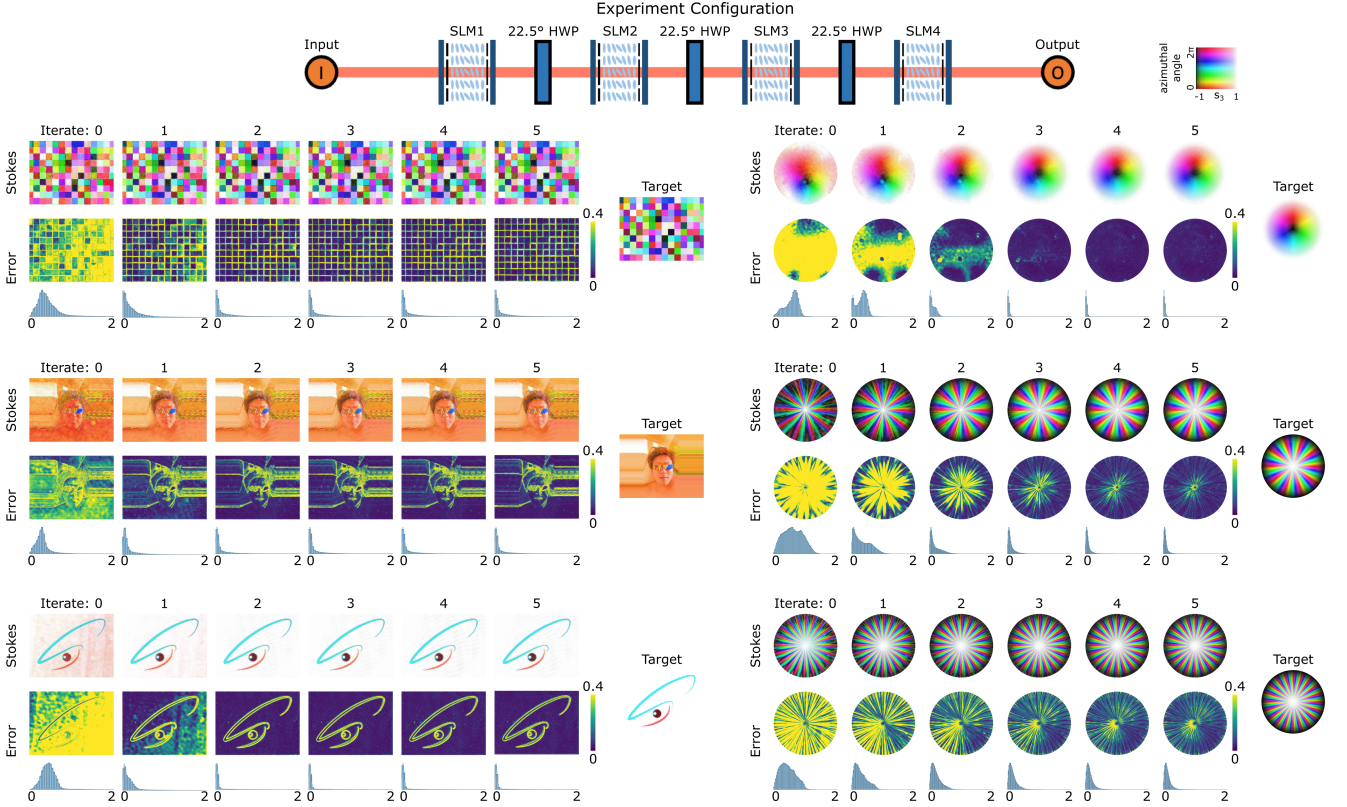 Experiment Configuration
SLM1 22.5° HWP SLM2 22.5° HWP SLM3 22.5° HWP SLM4
Input Output
I O
azimuthal angle 0 2π
-1 s3 1
Iterate: 0 1 2 3 4 5
Stokes
Target
Error
0.4
0
0 2 0 2 0 2 0 2 0 2 0 2
Iterate: 0 1 2 3 4 5
Stokes
Target
Error
0.4
0
0 2 0 2 0 2 0 2 0 2 0 2
Iterate: 0 1 2 3 4 5
Stokes
Target
Error
0.4
0
0 2 0 2 0 2 0 2 0 2 0 2
Iterate: 0 1 2 3 4 5
Stokes
Target
Error
0.4
0
0 2 0 2 0 2 0 2 0 2 0 2
Iterate: 0 1 2 3 4 5
Stokes
Target
Error
0.4
0
0 2 0 2 0 2 0 2 0 2 0 2
Iterate: 0 1 2 3 4 5
Stokes
Target
Error
0.4
0
0 2 0 2 0 2 0 2 0 2 0 2